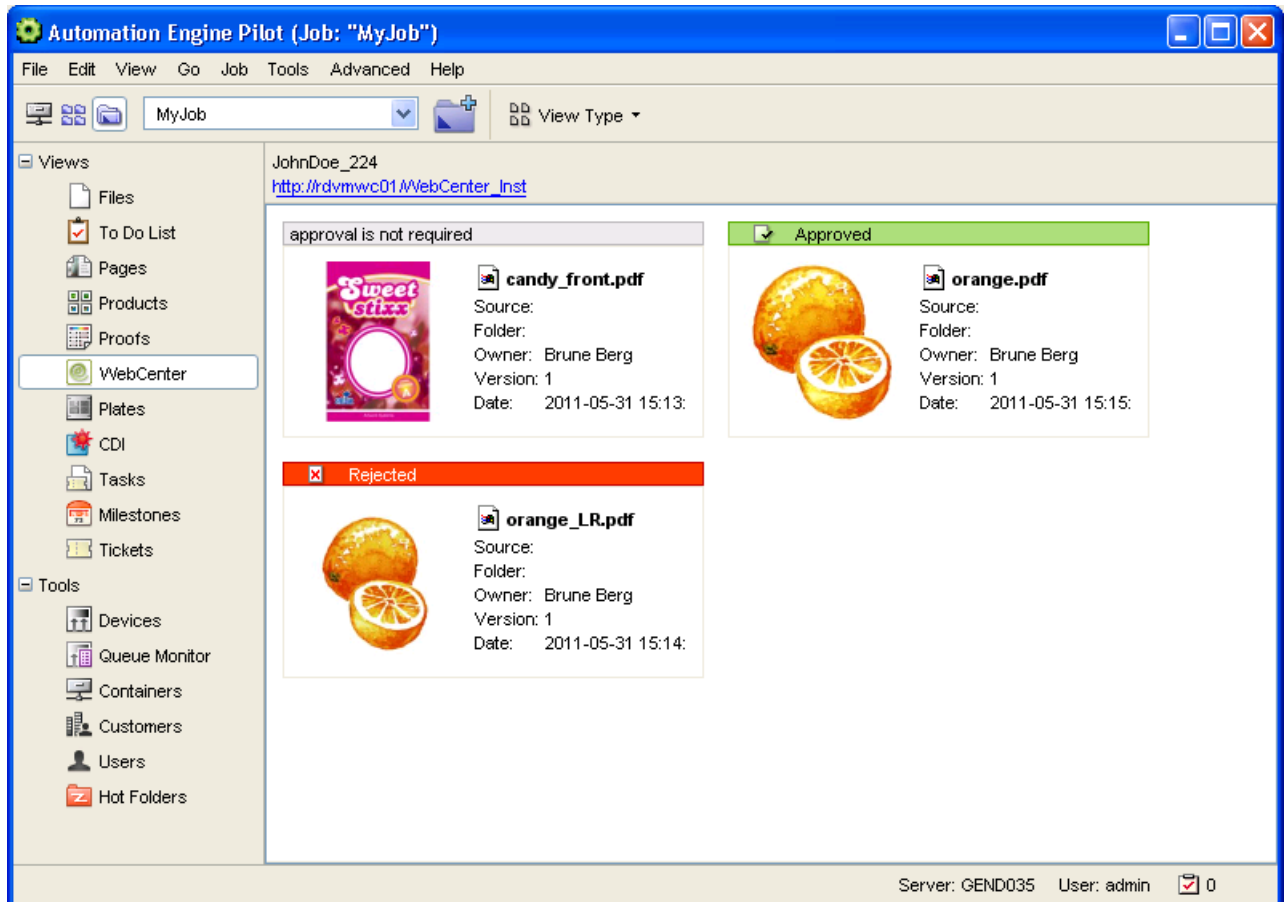 Automation Engine Pilot (Job: "MyJob")
File Edit View Go Job Tools Advanced Help
MyJob View Type
Views
Files
To Do List
Pages
Products
Proofs
WebCenter
Plates
CDI
Tasks
Milestones
Tickets
Tools
Devices
Queue Monitor
Containers
Customers
Users
Hot Folders
JohnDoe_224
http://rdvmwc01/WebCenter_Inst
approval is not required
Sweet
stixx
candy_front.pdf
Source:
Folder:
Owner: Brune Berg
Version: 1
Date: 2011-05-31 15:13:
Approved
orange.pdf
Source:
Folder:
Owner: Brune Berg
Version: 1
Date: 2011-05-31 15:15:
Rejected
orange_LR.pdf
Source:
Folder:
Owner: Brune Berg
Version: 1
Date: 2011-05-31 15:14:
Server: GEND035 User: admin 0